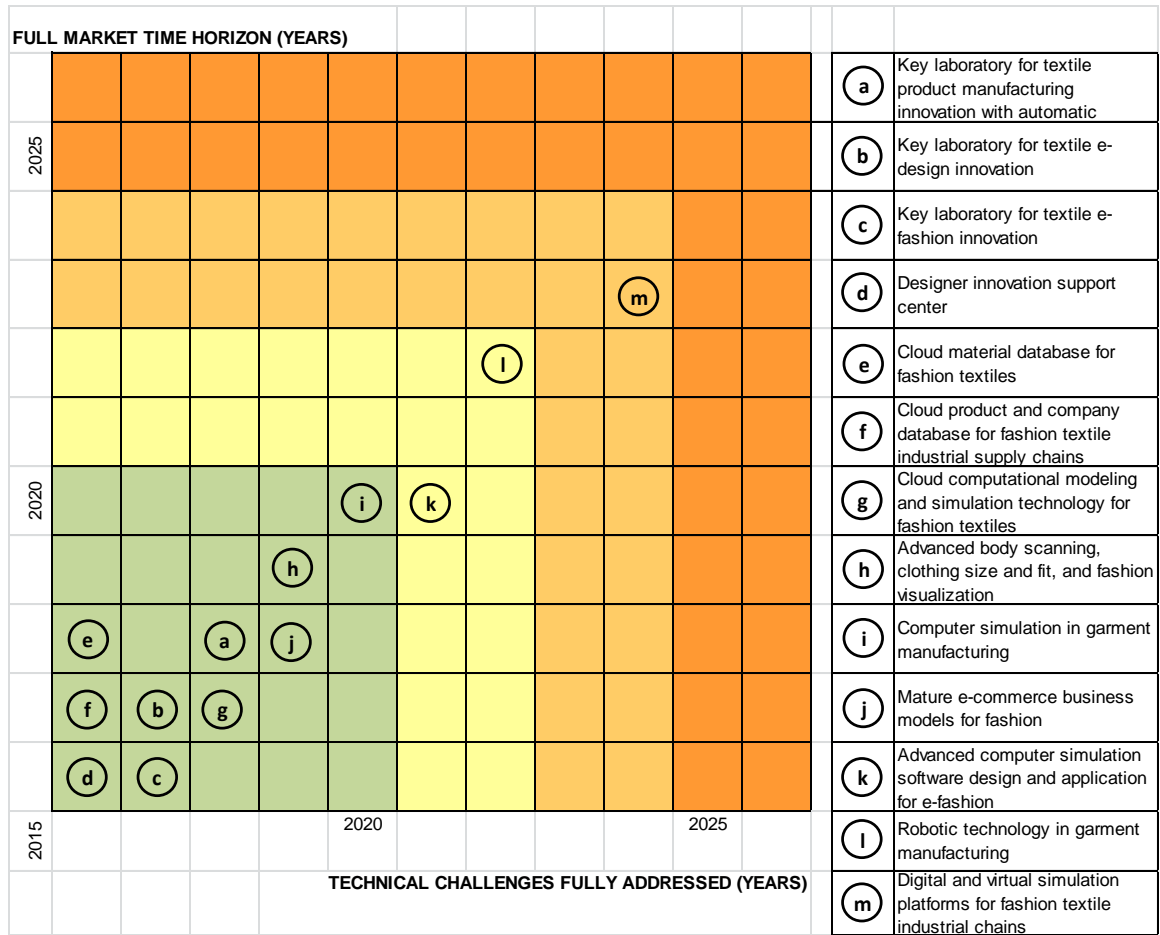 FULL MARKET TIME HORIZON (YEARS)
2025
2020
2015
m
l
i
k
h
e
a
j
f
b
g
d
c
2020
2025
TECHNICAL CHALLENGES FULLY ADDRESSED (YEARS)
a
Key laboratory for textile
product manufacturing
innovation with automatic
b
Key laboratory for textile e-
design innovation
c
Key laboratory for textile e-
fashion innovation
d
Designer innovation support
center
e
Cloud material database for
fashion textiles
f
Cloud product and company
database for fashion textile
industrial supply chains
g
Cloud computational modeling
and simulation technology for
fashion textiles
h
Advanced body scanning,
clothing size and fit, and fashion
visualization
i
Computer simulation in garment
manufacturing
j
Mature e-commerce business
models for fashion
k
Advanced computer simulation
software design and application
for e-fashion
l
Robotic technology in garment
manufacturing
m
Digital and virtual simulation
platforms for fashion textile
industrial chains